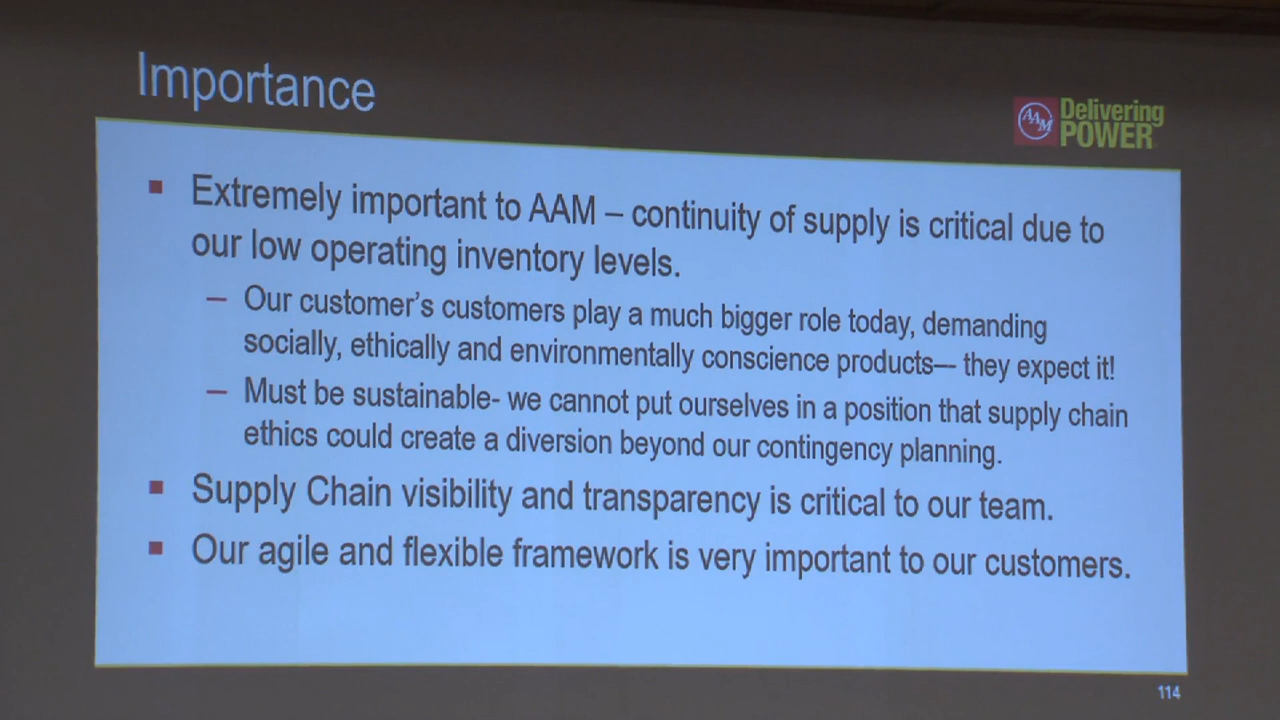 Importance
AAM Delivering
POWER
▪ Extremely important to AAM – continuity of supply is critical due to
our low operating inventory levels.
– Our customer's customers play a much bigger role today, demanding
socially, ethically and environmentally conscience products— they expect it!
– Must be sustainable- we cannot put ourselves in a position that supply chain
ethics could create a diversion beyond our contingency planning.
▪ Supply Chain visibility and transparency is critical to our team.
▪ Our agile and flexible framework is very important to our customers.
114